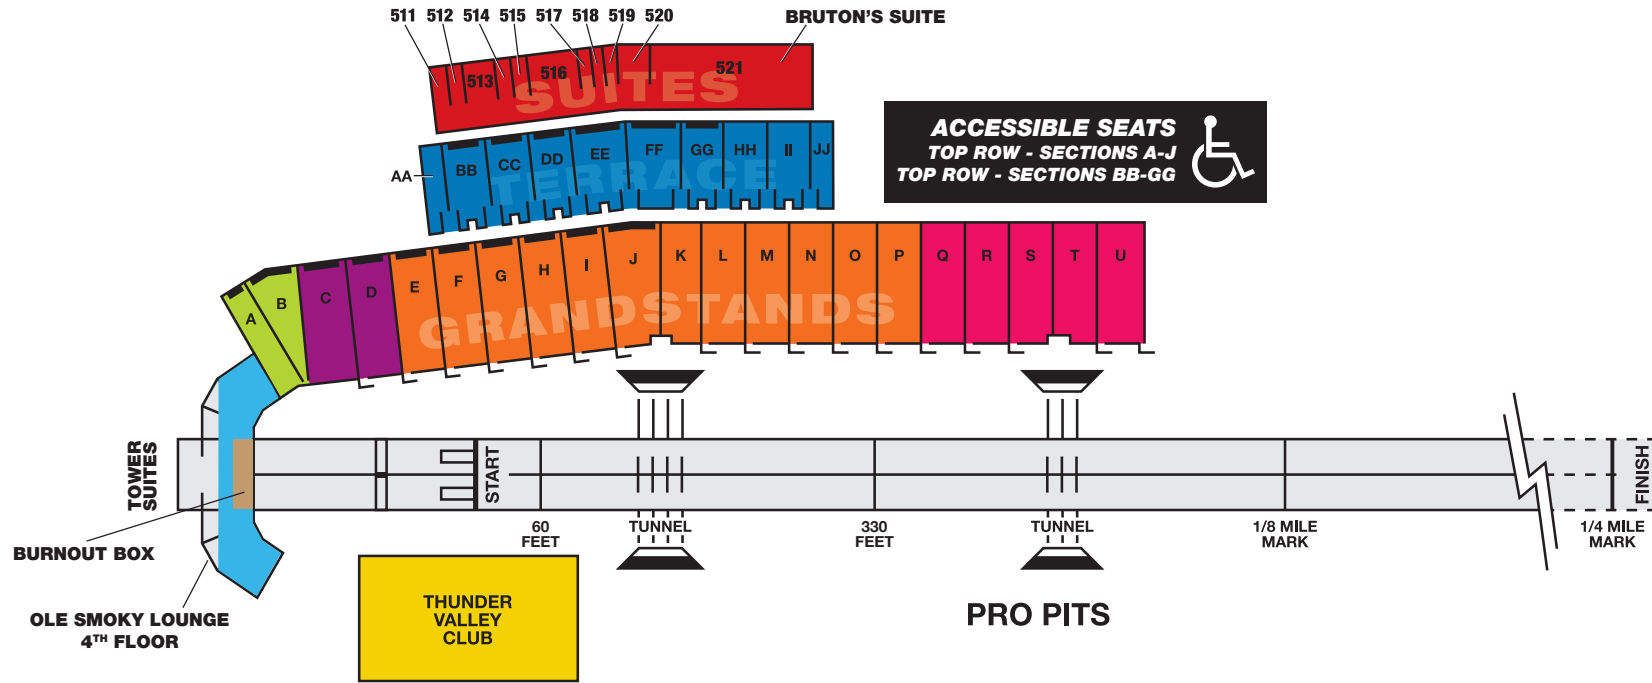 511 512 514 515 517 518 519 520 BRUTON'S SUITE
513 516 521
SUITES
ACCESSIBLE SEATS
TOP ROW - SECTIONS A-J
TOP ROW - SECTIONS BB-GG
AA BB CC DD EE FF GG HH II JJ
TERRACE
A B C D E F G H I J K L M N O P Q R S T U
GRANDSTANDS
TOWER
SUITES
START
FINISH
60
FEET
TUNNEL
330
FEET
TUNNEL
1/8 MILE
MARK
1/4 MILE
MARK
BURNOUT BOX
OLE SMOKY LOUNGE
4TH FLOOR
THUNDER
VALLEY
CLUB
PRO PITS